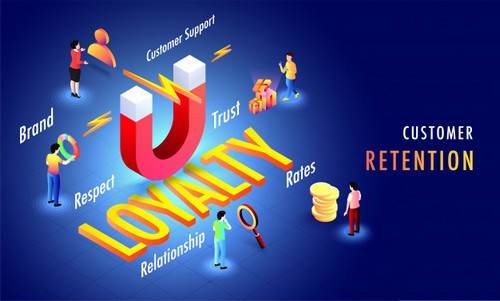 Customer Support
Brand
Trust
Respect
LOYALTY
Rates
Relationship
CUSTOMER
RETENTION